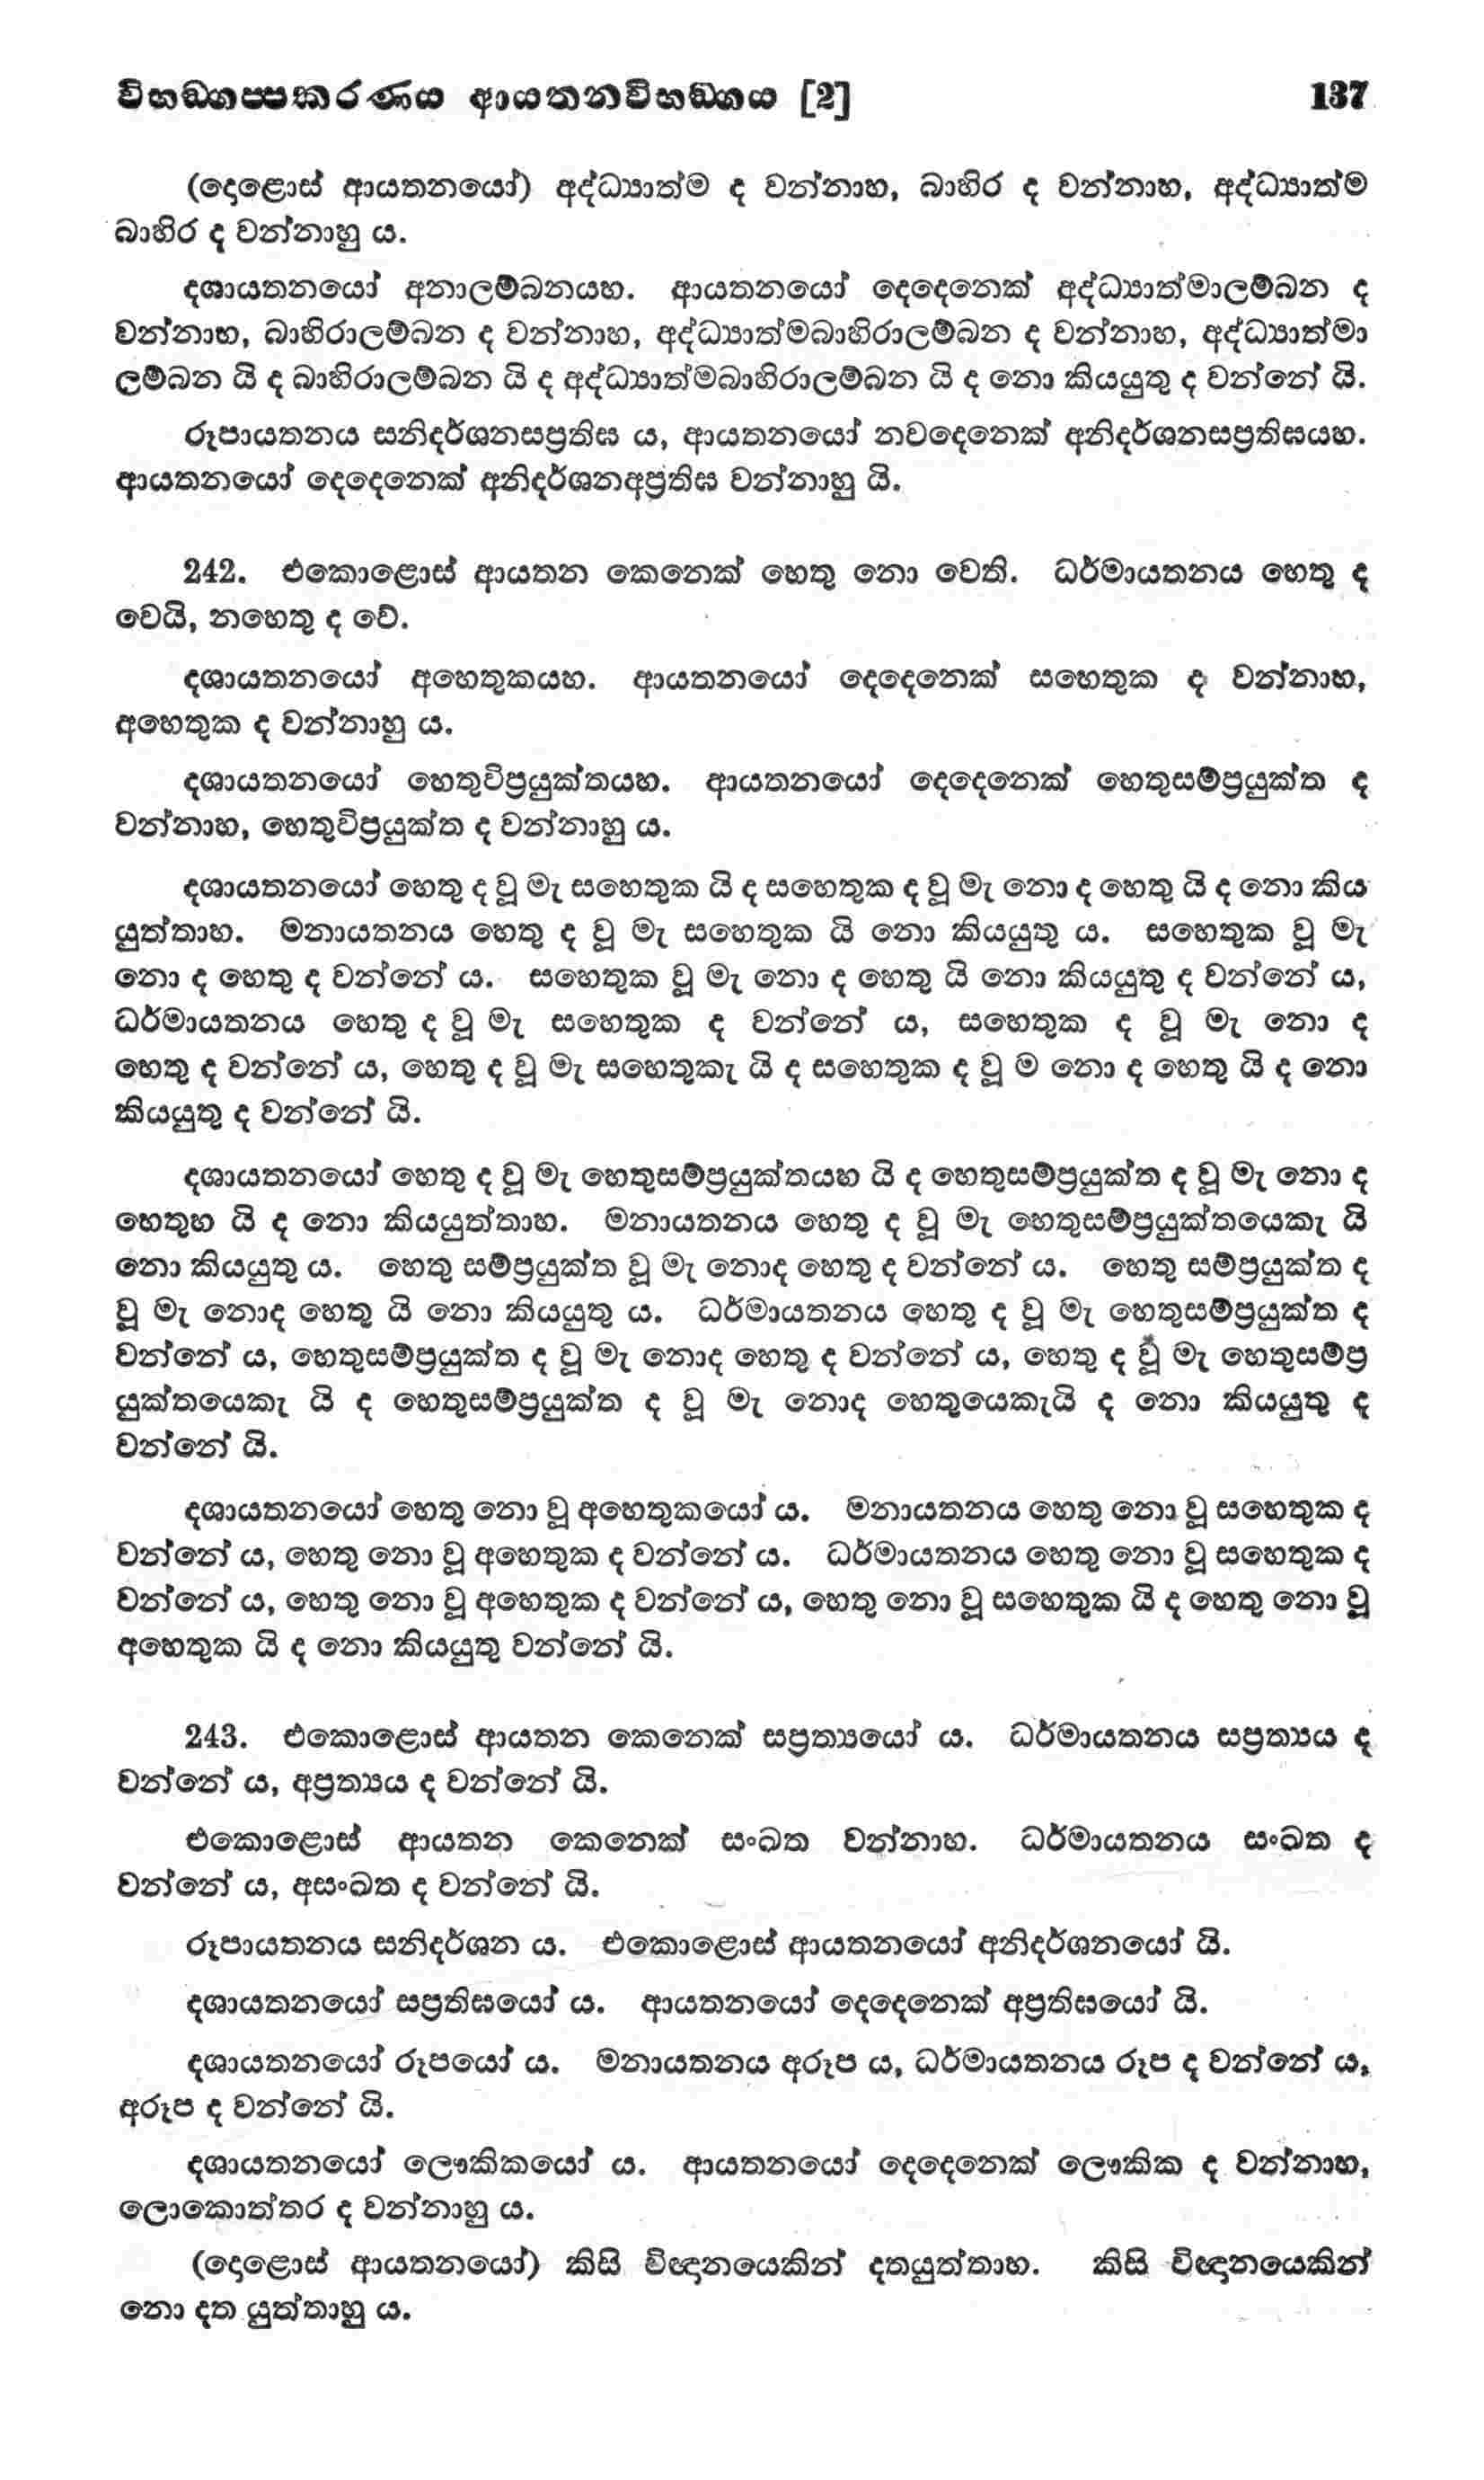 විභඞ්ගප්පකරණය ආයතනවිභඞ්ගය [2] 137
(දෙළොස් ආයතනයෝ) අද්ධ්‍යාත්ම ද වන්නාහ, බාහිර ද වන්නාහ, අද්ධ්‍යාත්ම
බාහිර ද වන්නාහු ය.
දශායතනයෝ අනාලම්බනයහ. ආයතනයෝ දෙදෙනෙක් අද්ධ්‍යාත්මාලම්බන ද
වන්නාහ, බාහිරාලම්බන ද වන්නාහ, අද්ධ්‍යාත්මබාහිරාලම්බන ද වන්නාහ, අද්ධ්‍යාත්මා
ලම්බන යි ද බාහිරාලම්බන යි ද අද්ධ්‍යාත්මබාහිරාලම්බන යි ද නො කියයුතු ද වන්නේ යි.
රූපායතනය සනිදර්ශනසප්‍රතිඝ ය, ආයතනයෝ නවදෙනෙක් අනිදර්ශනසප්‍රතිඝයහ.
ආයතනයෝ දෙදෙනෙක් අනිදර්ශනඅප්‍රතිඝ වන්නාහු යි.
242. එකොළොස් ආයතන කෙනෙක් හෙතු නො වෙති. ධර්මායතනය හෙතු ද
වෙයි, නහෙතු ද වේ.
දශායතනයෝ අහෙතුකයහ. ආයතනයෝ දෙදෙනෙක් සහෙතුක ද වන්නාහ,
අහෙතුක ද වන්නාහු ය.
දශායතනයෝ හෙතුවිප්‍රයුක්තයහ. ආයතනයෝ දෙදෙනෙක් හෙතුසම්ප්‍රයුක්ත ද
වන්නාහ, හෙතුවිප්‍රයුක්ත ද වන්නාහු ය.
දශායතනයෝ හෙතු ද වූ මැ සහෙතුක යි ද සහෙතුක ද වූ මැ නො ද හෙතු යි ද නො කිය
යුත්තාහ. මනායතනය හෙතු ද වූ මැ සහෙතුක යි නො කියයුතු ය. සහෙතුක වූ මැ
නො ද හෙතු ද වන්නේ ය. සහෙතුක වූ මැ නො ද හෙතු යි නො කියයුතු ද වන්නේ ය,
ධර්මායතනය හෙතු ද වූ මැ සහෙතුක ද වන්නේ ය, සහෙතුක ද වූ මැ නො ද
හෙතු ද වන්නේ ය, හෙතු ද වූ මැ සහෙතුකැ යි ද සහෙතුක ද වූ ම නො ද හෙතු යි ද නො
කියයුතු ද වන්නේ යි.
දශායතනයෝ හෙතු ද වූ මැ හෙතුසම්ප්‍රයුක්තයහ යි ද හෙතුසම්ප්‍රයුක්ත ද වූ මැ නො ද
හෙතුහ යි ද නො කියයුත්තාහ. මනායතනය හෙතු ද වූ මැ හෙතුසම්ප්‍රයුක්තයෙකැ යි
නො කියයුතු ය. හෙතු සම්ප්‍රයුක්ත වූ මැ නොද හෙතු ද වන්නේ ය. හෙතු සම්ප්‍රයුක්ත ද
වූ මැ නොද හෙතු යි නො කියයුතු ය. ධර්මායතනය හෙතු ද වූ මැ හෙතුසම්ප්‍රයුක්ත ද
වන්නේ ය, හෙතුසම්ප්‍රයුක්ත ද වූ මැ නොද හෙතු ද වන්නේ ය, හෙතු ද වූ මැ හෙතුසම්ප්‍ර
යුක්තයෙකැ යි ද හෙතුසම්ප්‍රයුක්ත ද වූ මැ නොද හෙතුයෙකැයි ද නො කියයුතු ද
වන්නේ යි.
දශායතනයෝ හෙතු නො වූ අහෙතුකයෝ ය. මනායතනය හෙතු නො වූ සහෙතුක ද
වන්නේ ය, හෙතු නො වූ අහෙතුක ද වන්නේ ය. ධර්මායතනය හෙතු නො වූ සහෙතුක ද
වන්නේ ය, හෙතු නො වූ අහෙතුක ද වන්නේ ය, හෙතු නො වූ සහෙතුක යි ද හෙතු නො වූ
අහෙතුක යි ද නො කියයුතු වන්නේ යි.
243. එකොළොස් ආයතන කෙනෙක් සප්‍රත්‍යයෝ ය. ධර්මායතනය සප්‍රත්‍යය ද
වන්නේ ය, අප්‍රත්‍යය ද වන්නේ යි.
එකොළොස් ආයතන කෙනෙක් සංඛත වන්නාහ. ධර්මායතනය සංඛත ද
වන්නේ ය, අසංඛත ද වන්නේ යි.
රූපායතනය සනිදර්ශන ය. එකොළොස් ආයතනයෝ අනිදර්ශනයෝ යි.
දශායතනයෝ සප්‍රතිඝයෝ ය. ආයතනයෝ දෙදෙනෙක් අප්‍රතිඝයෝ යි.
දශායතනයෝ රූපයෝ ය. මනායතනය අරූප ය, ධර්මායතනය රූප ද වන්නේ ය,
අරූප ද වන්නේ යි.
දශායතනයෝ ලෞකිකයෝ ය. ආයතනයෝ දෙදෙනෙක් ලෞකික ද වන්නාහ,
ලොකොත්තර ද වන්නාහු ය.
(දෙළොස් ආයතනයෝ) කිසි විඥානයෙකින් දතයුත්තාහ. කිසි විඥානයෙකින්
නො දත යුත්තාහු ය.